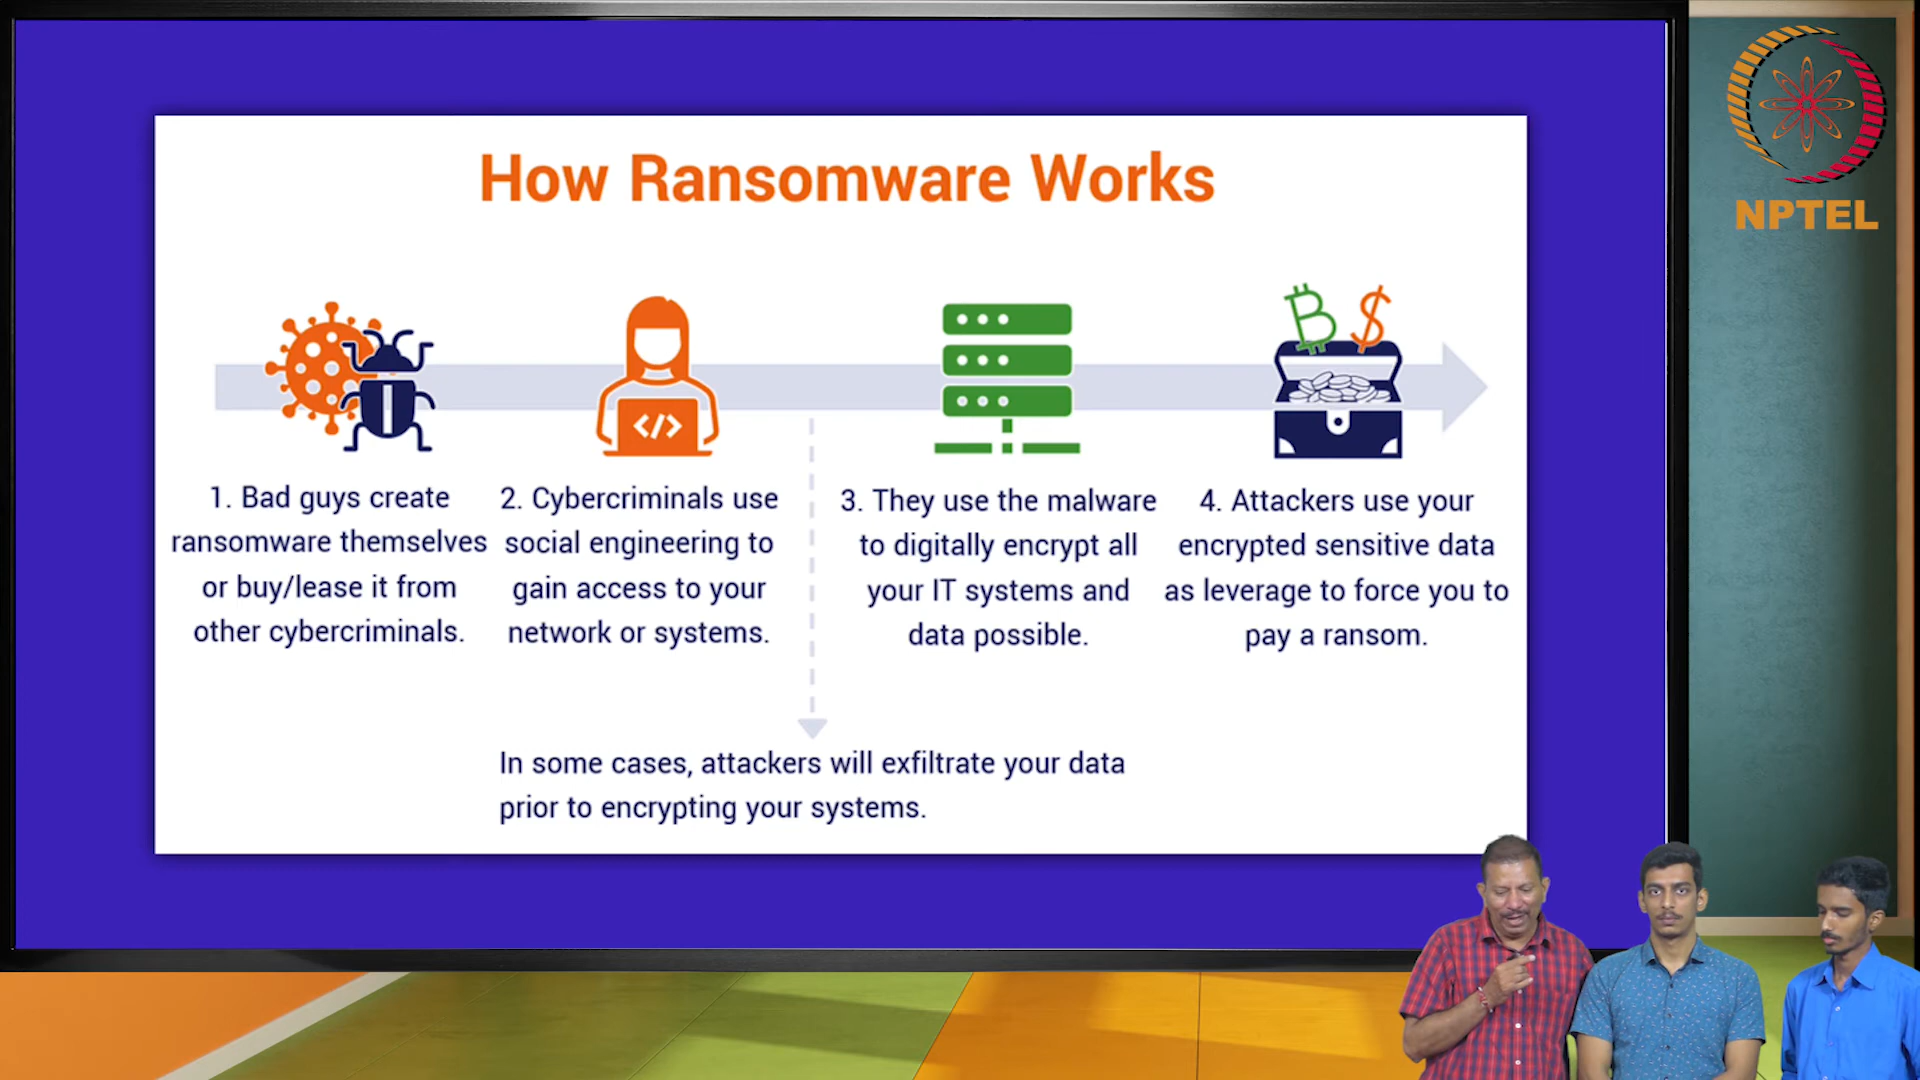 How Ransomware Works
1. Bad guys create
ransomware themselves
or buy/lease it from
other cybercriminals.
2. Cybercriminals use
social engineering to
gain access to your
network or systems.
3. They use the malware
to digitally encrypt all
your IT systems and
data possible.
4. Attackers use your
encrypted sensitive data
as leverage to force you to
pay a ransom.
In some cases, attackers will exfiltrate your data
prior to encrypting your systems.
NPTEL